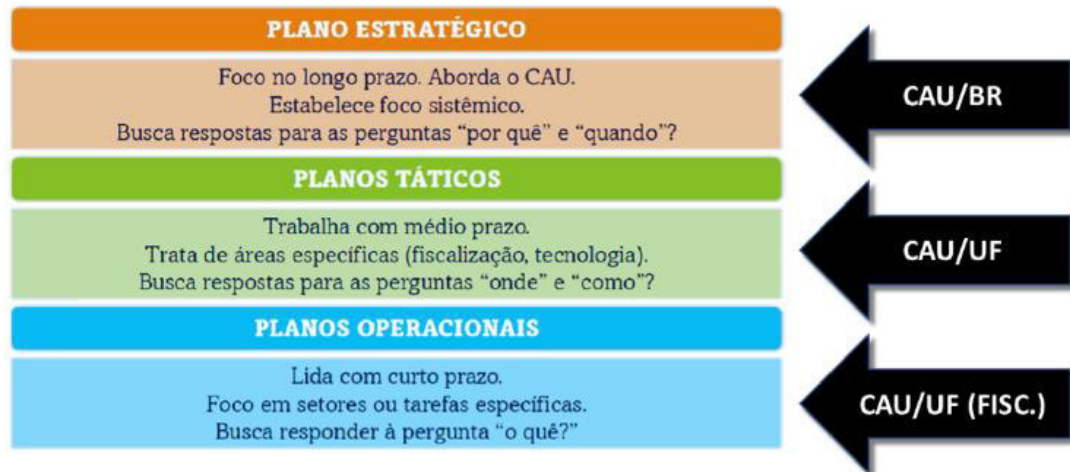 PLANO ESTRATÉGICO
Foco no longo prazo. Aborda o CAU.
Estabelece foco sistêmico.
Busca respostas para as perguntas “por quê” e “quando”?
CAU/BR
PLANOS TÁTICOS
Trabalha com médio prazo.
Trata de áreas específicas (fiscalização, tecnologia).
Busca respostas para as perguntas “onde” e “como”?
CAU/UF
PLANOS OPERACIONAIS
Lida com curto prazo.
Foco em setores ou tarefas específicas.
Busca responder à pergunta “o quê?”
CAU/UF (FISC.)